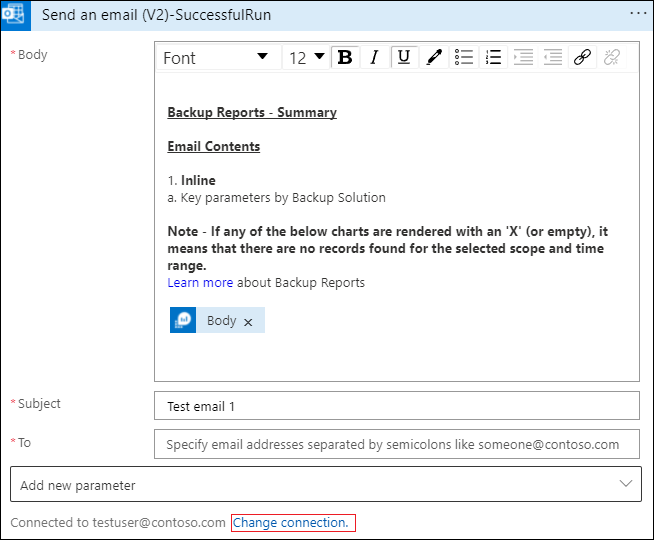 Send an email (V2)-SuccessfulRun ...
* Body
Font 12 B I U
Backup Reports - Summary
Email Contents
1. Inline
a. Key parameters by Backup Solution
Note - If any of the below charts are rendered with an 'X' (or empty), it
means that there are no records found for the selected scope and time
range.
Learn more about Backup Reports
Body ×
* Subject
Test email 1
* To
Specify email addresses separated by semicolons like someone@contoso.com
Add new parameter
Connected to testuser@contoso.com Change connection.